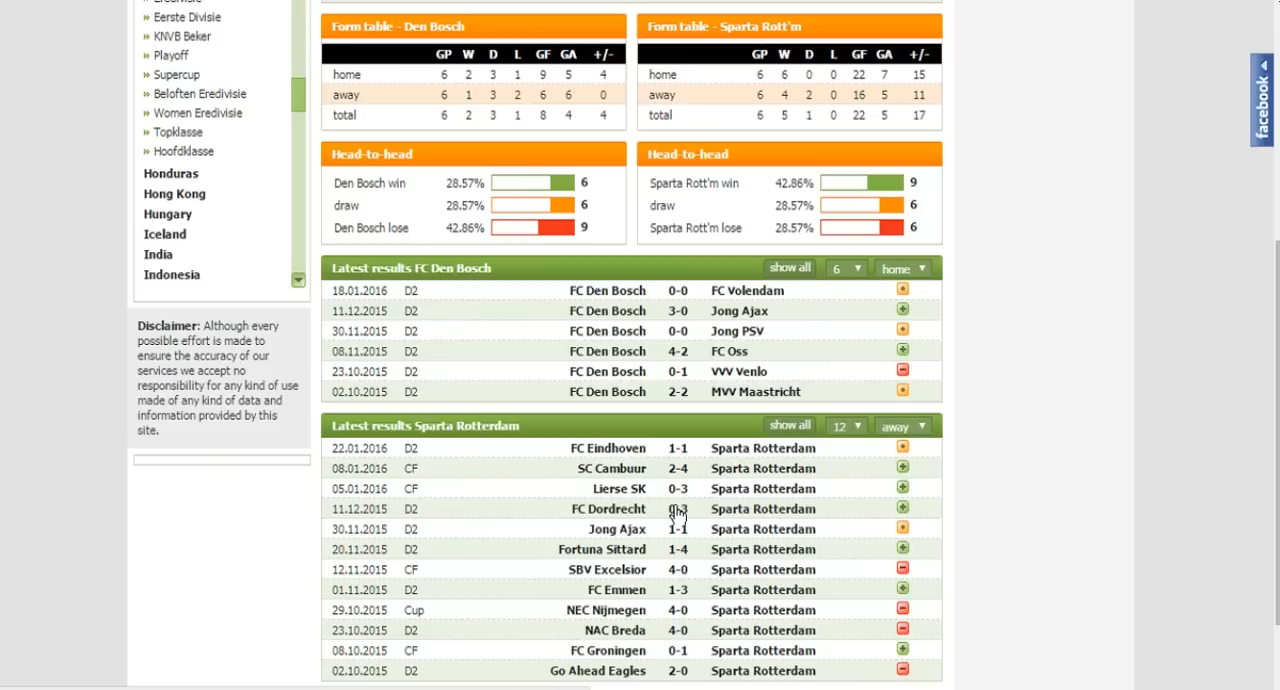 » Eerste Divisie
» KNVB Beker
» Playoff
» Supercup
» Beloften Eredivisie
» Women Eredivisie
» Topklasse
» Hoofdklasse
Honduras
Hong Kong
Hungary
Iceland
India
Indonesia
Disclaimer: Although every
possible effort is made to
ensure the accuracy of our
services we accept no
responsibility for any kind of use
made of any kind of data and
information provided by this
site.
Form table - Den Bosch
GP W D L GF GA +/-
home 6 2 3 1 9 5 4
away 6 1 3 2 6 6 0
total 6 2 3 1 8 4 4
Form table - Sparta Rott'm
GP W D L GF GA +/-
home 6 6 0 0 22 7 15
away 6 4 2 0 16 5 11
total 6 5 1 0 22 5 17
Head-to-head
Den Bosch win 28.57% 6
draw 28.57% 6
Den Bosch lose 42.86% 9
Head-to-head
Sparta Rott'm win 42.86% 9
draw 28.57% 6
Sparta Rott'm lose 28.57% 6
Latest results FC Den Bosch show all 6 home
18.01.2016 D2 FC Den Bosch 0-0 FC Volendam
11.12.2015 D2 FC Den Bosch 3-0 Jong Ajax
30.11.2015 D2 FC Den Bosch 0-0 Jong PSV
08.11.2015 D2 FC Den Bosch 4-2 FC Oss
23.10.2015 D2 FC Den Bosch 0-1 VVV Venlo
02.10.2015 D2 FC Den Bosch 2-2 MVV Maastricht
Latest results Sparta Rotterdam show all 12 away
22.01.2016 D2 FC Eindhoven 1-1 Sparta Rotterdam
08.01.2016 CF SC Cambuur 2-4 Sparta Rotterdam
05.01.2016 CF Lierse SK 0-3 Sparta Rotterdam
11.12.2015 D2 FC Dordrecht Sparta Rotterdam
30.11.2015 D2 Jong Ajax 1-1 Sparta Rotterdam
20.11.2015 D2 Fortuna Sittard 1-4 Sparta Rotterdam
12.11.2015 CF SBV Excelsior 4-0 Sparta Rotterdam
01.11.2015 D2 FC Emmen 1-3 Sparta Rotterdam
29.10.2015 Cup NEC Nijmegen 4-0 Sparta Rotterdam
23.10.2015 D2 NAC Breda 4-0 Sparta Rotterdam
08.10.2015 CF FC Groningen 0-1 Sparta Rotterdam
02.10.2015 D2 Go Ahead Eagles 2-0 Sparta Rotterdam
facebook